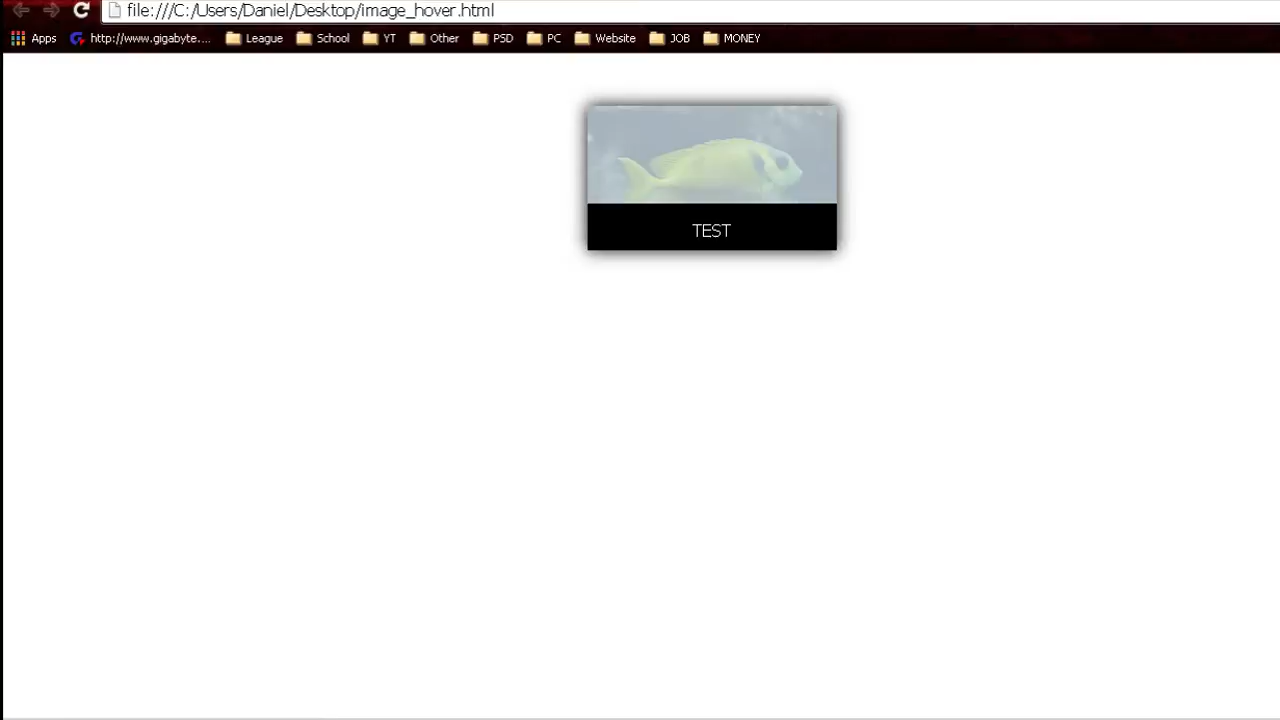 file:///C:/Users/Daniel/Desktop/image_hover.html
Apps http://www.gigabyte.... League School YT Other PSD PC Website JOB MONEY
TEST